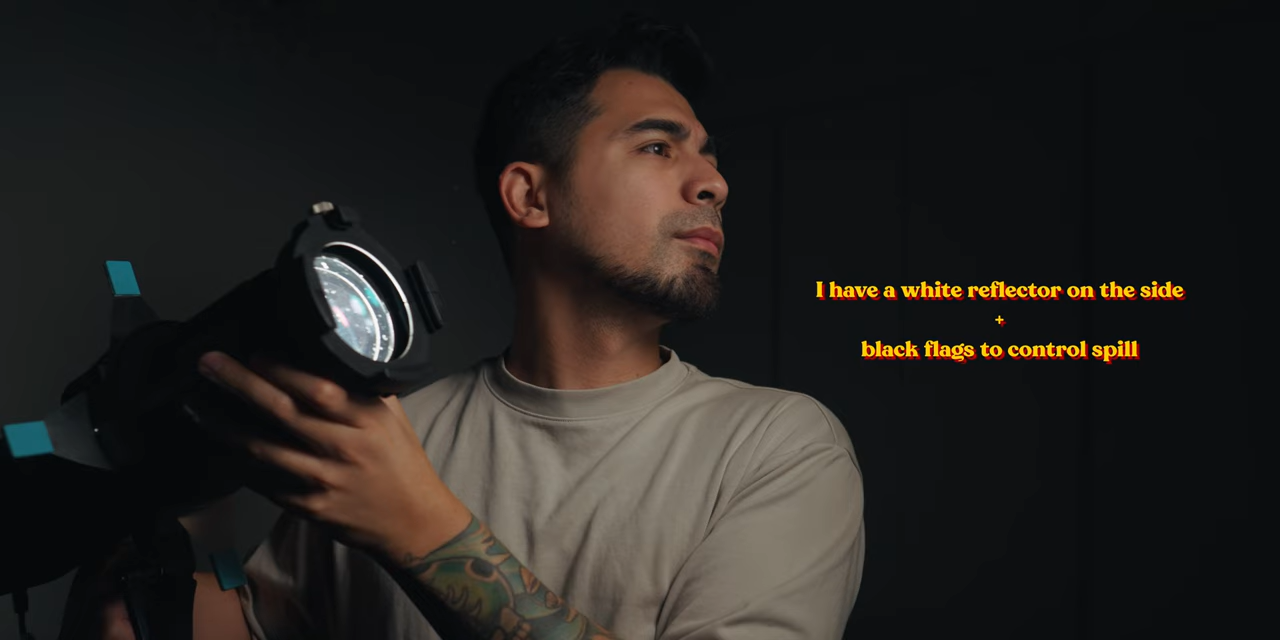 I have a white reflector on the side
+
black flags to control spill